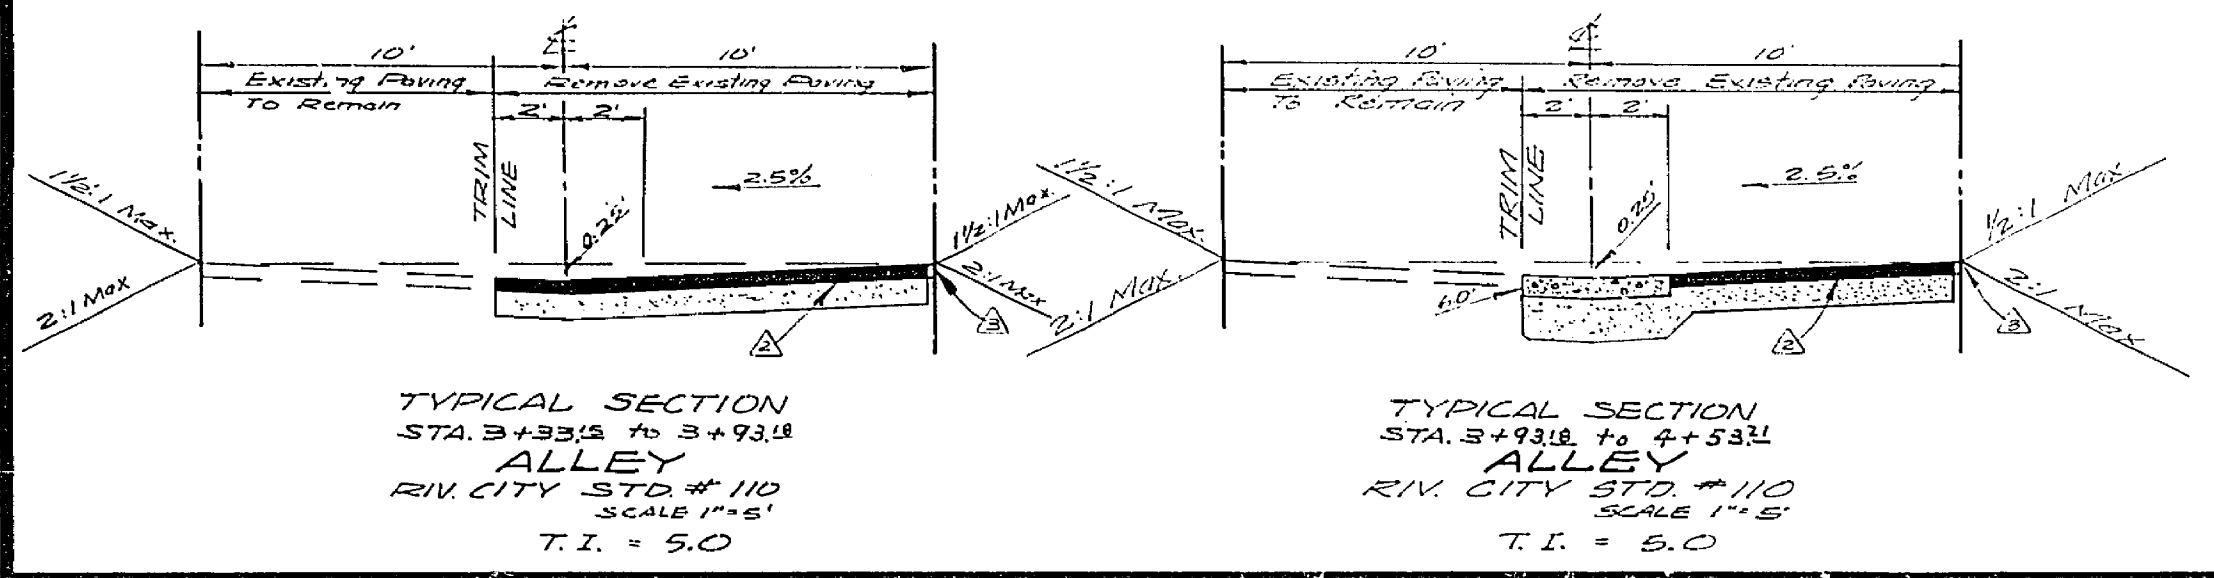 10'
10'
Existing Paving
To Remain
Remove Existing Paving
2'
2'
TRIM
LINE
2.5%
0.25'
1½:1 Max.
2:1 Max
1½:1 Max.
2:1 Max
2
3
TYPICAL SECTION
STA. 3+33.15 to 3+93.18
ALLEY
RIV. CITY STD. # 110
SCALE 1"=5'
T. I. = 5.0
10'
10'
Existing Paving
To Remain
Remove Existing Paving
2'
2'
TRIM
LINE
2.5%
0.25'
1½:1 Max.
2:1 Max.
1½:1 Max
2:1 Max
2
3
TYPICAL SECTION
STA. 3+93.18 to 4+53.21
ALLEY
RIV. CITY STD. #110
SCALE 1"=5'
T. I. = 5.0